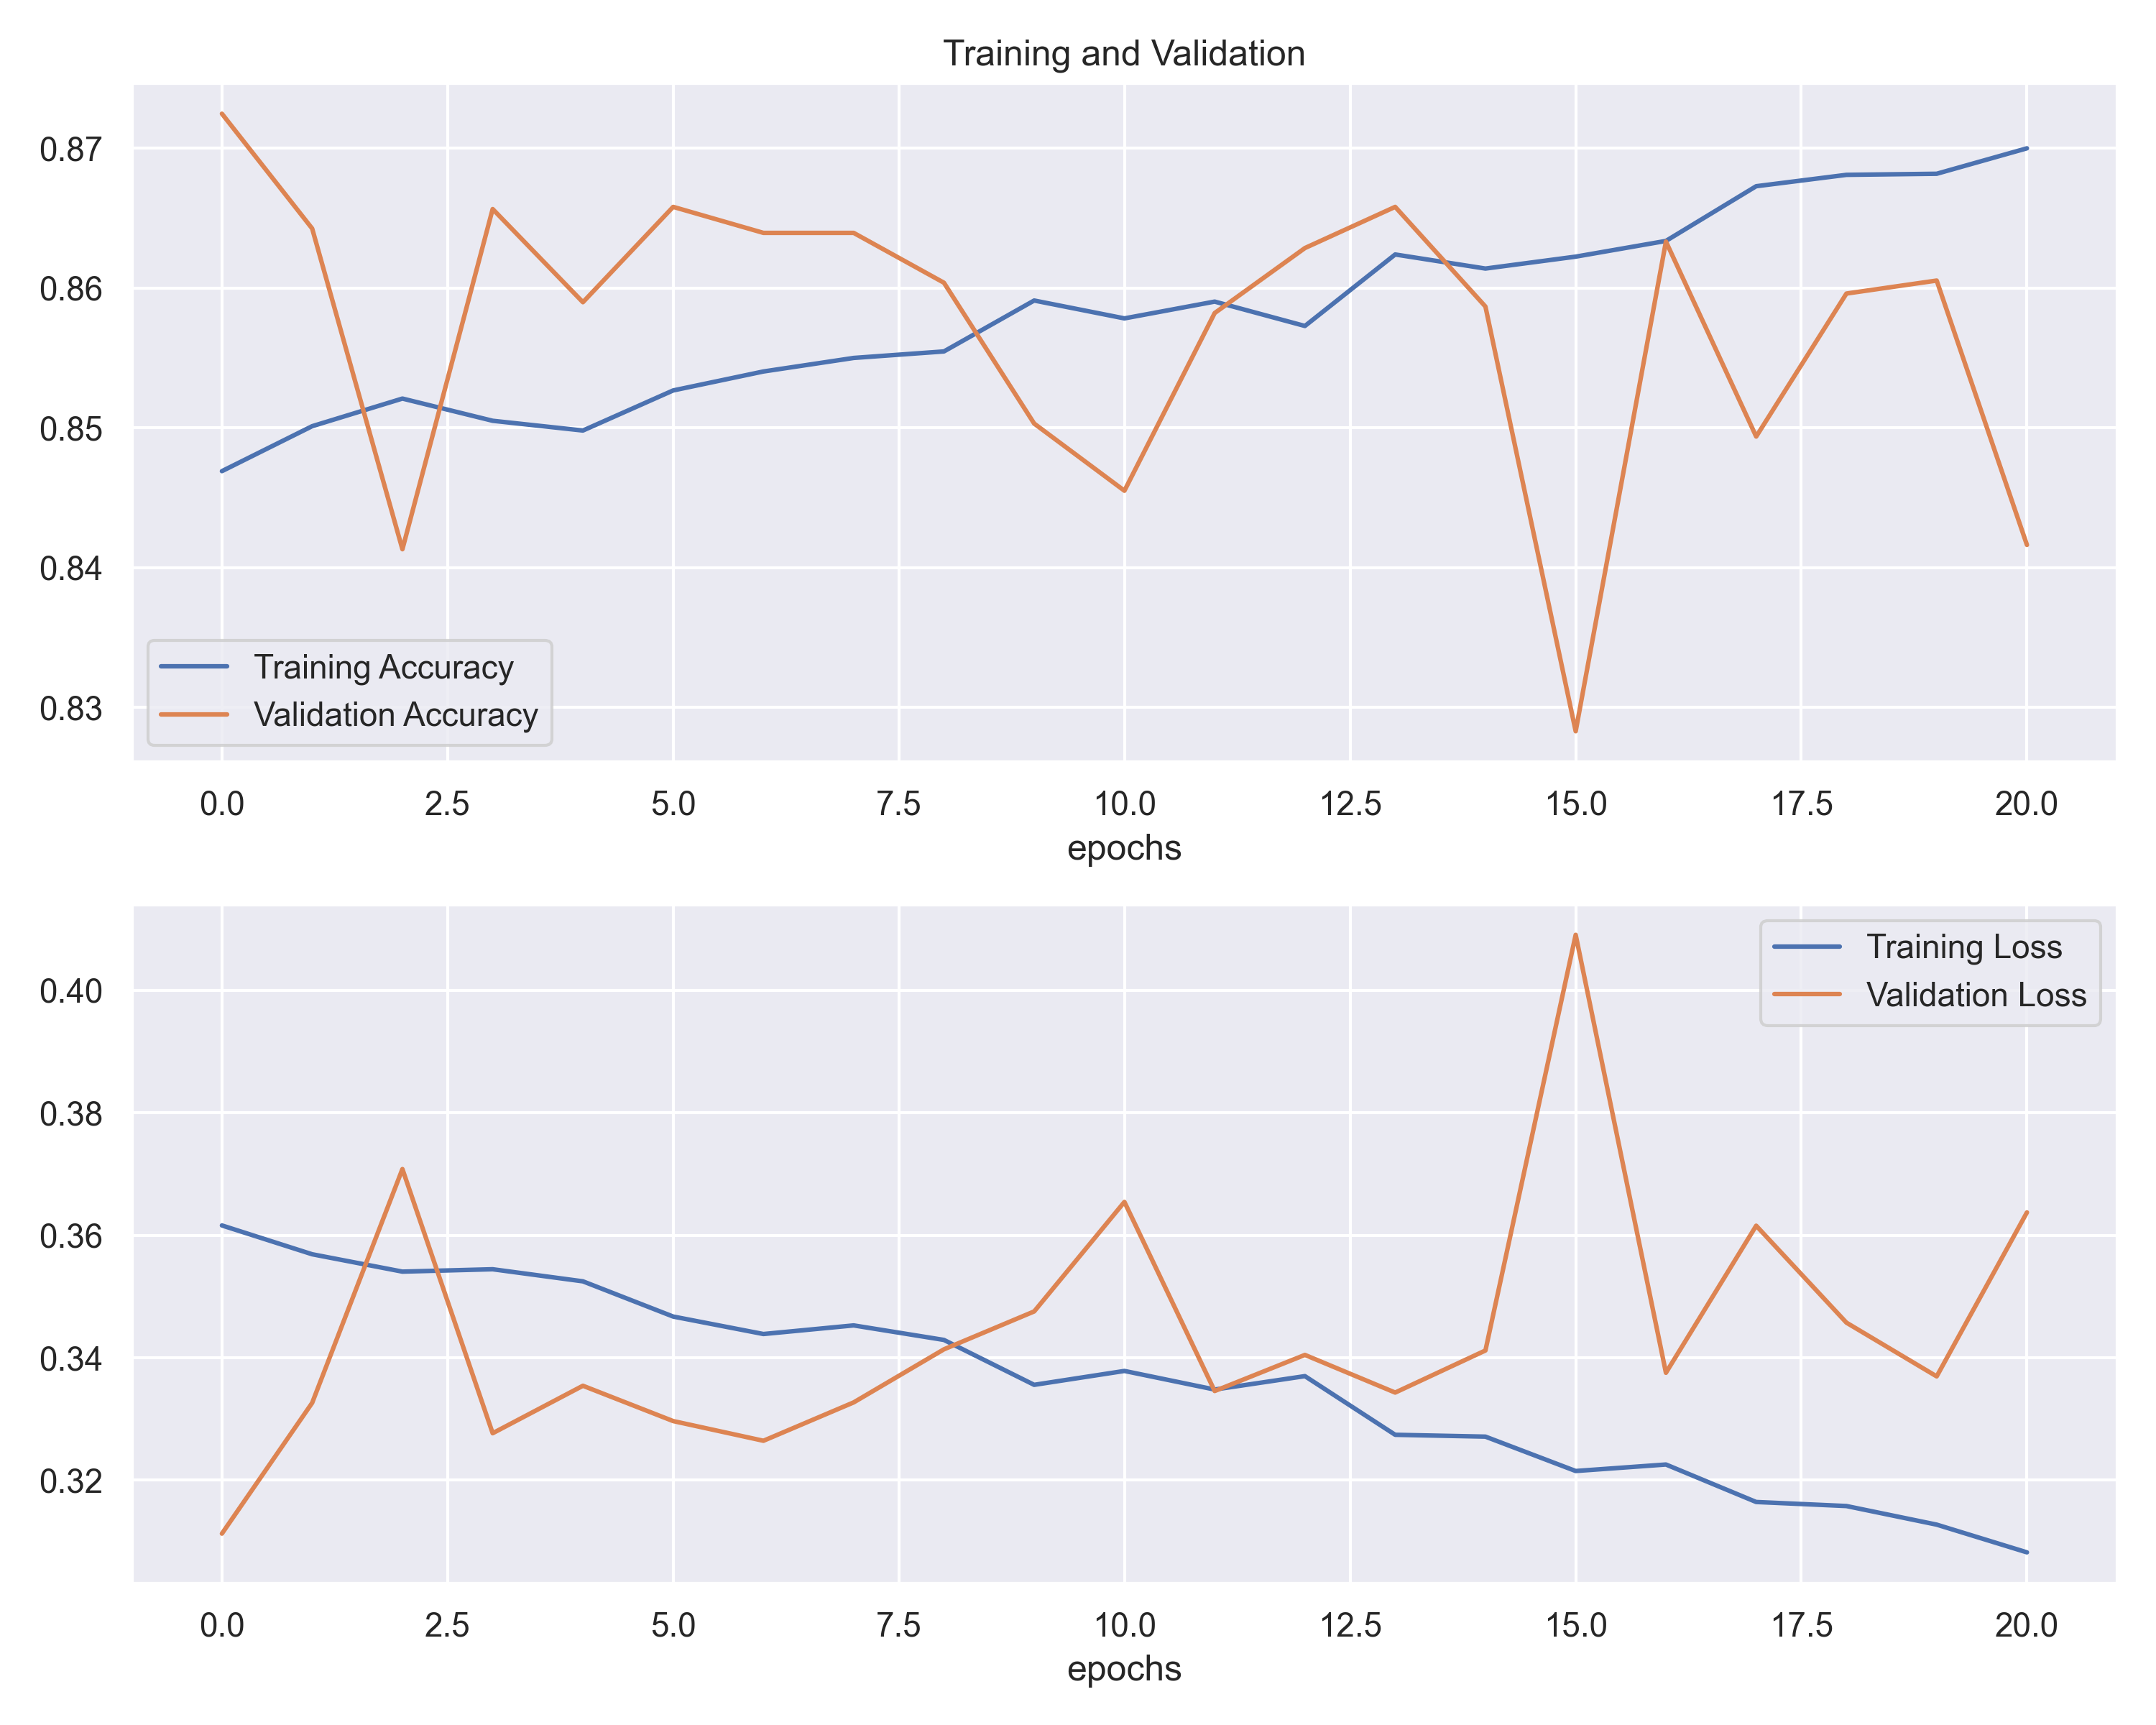 Training and Validation
0.87
0.86
0.85
0.84
0.83
Training Accuracy
Validation Accuracy
0.0 2.5 5.0 7.5 10.0 12.5 15.0 17.5 20.0
epochs
Training Loss
Validation Loss
0.40
0.38
0.36
0.34
0.32
0.0 2.5 5.0 7.5 10.0 12.5 15.0 17.5 20.0
epochs